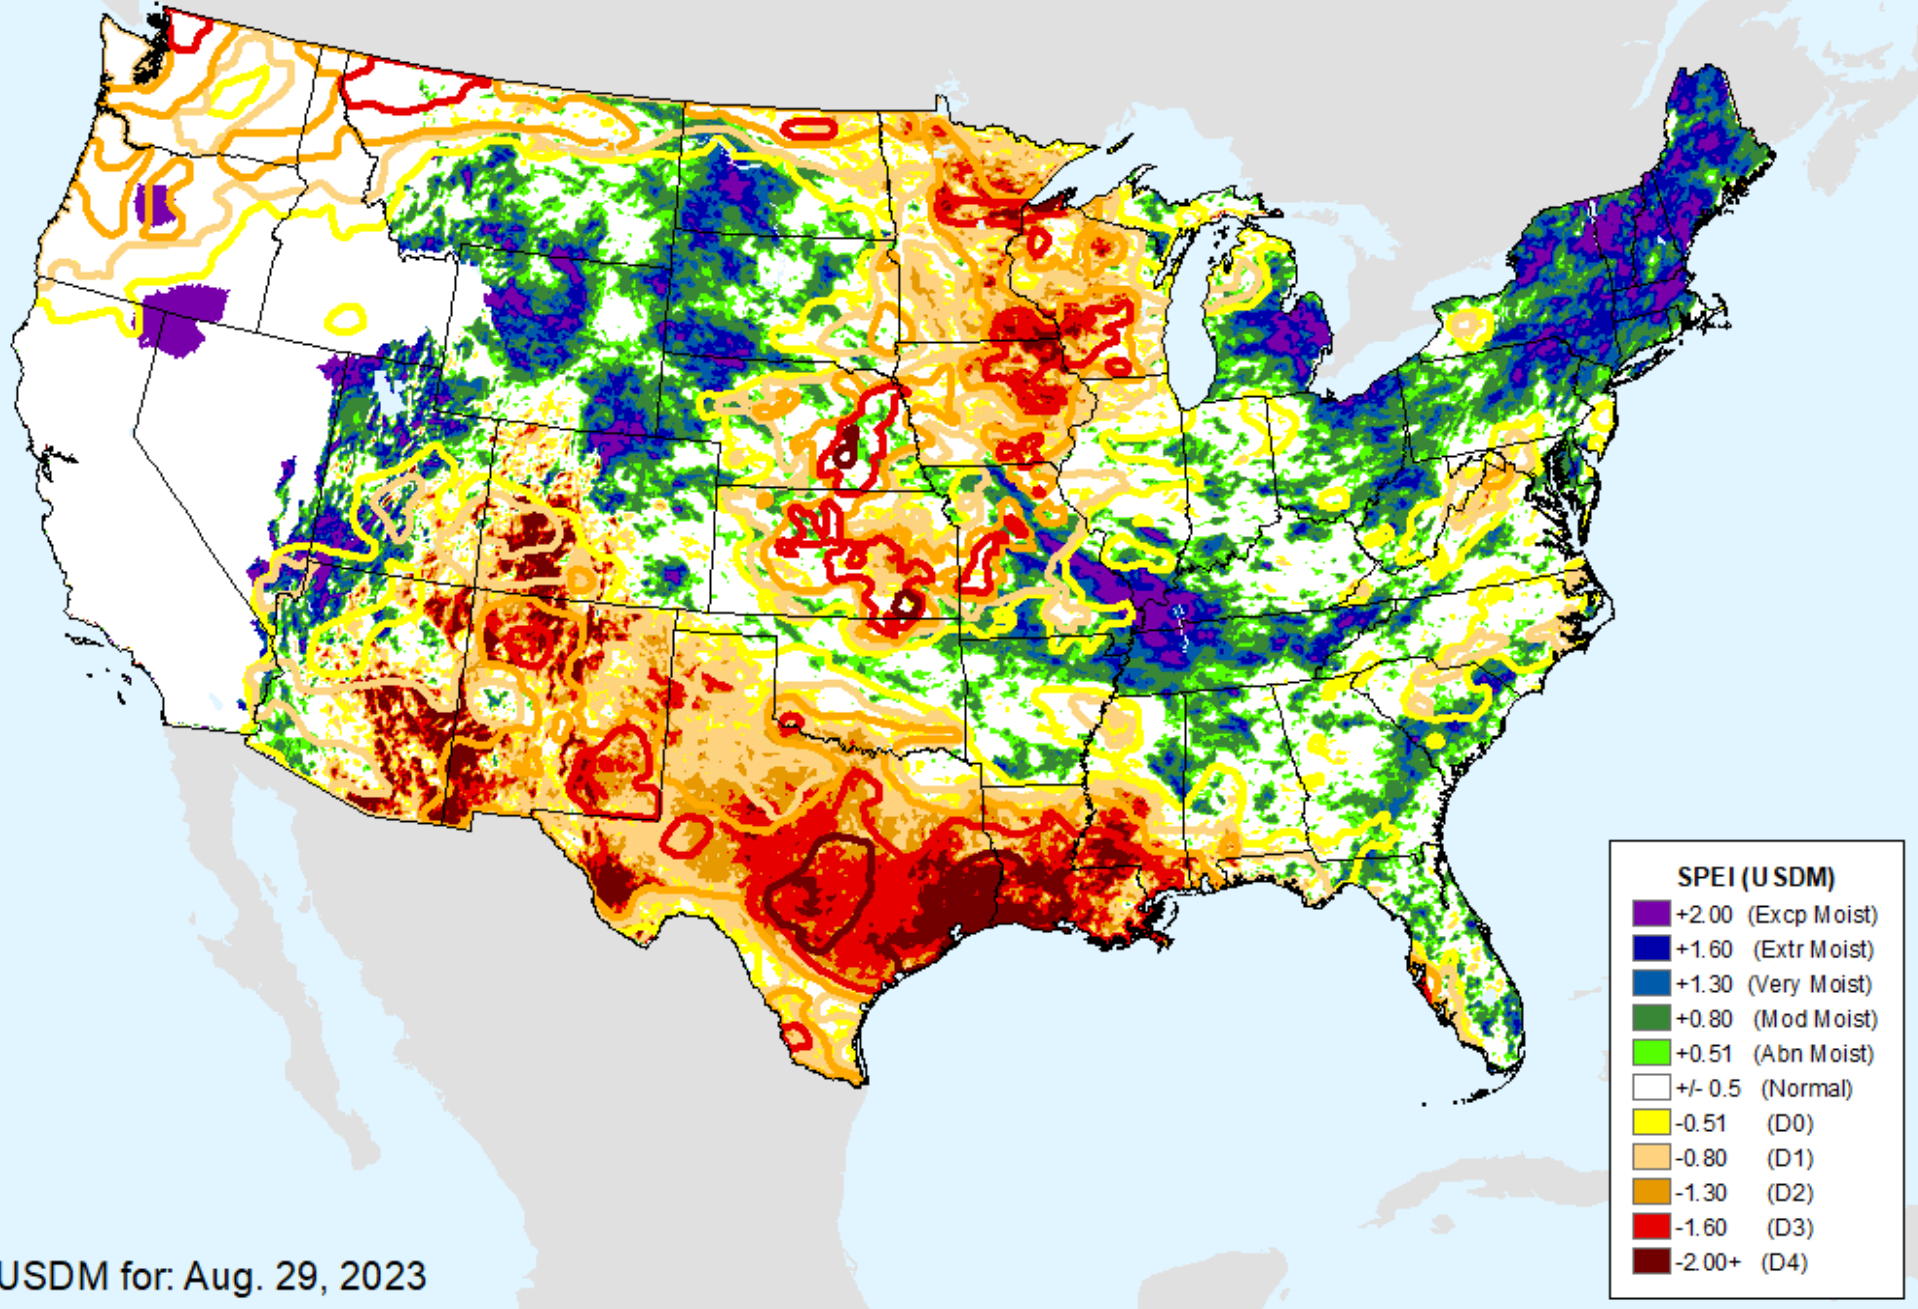 SPEI (USDM)
+2.00 (Excp Moist)
+1.60 (Extr Moist)
+1.30 (Very Moist)
+0.80 (Mod Moist)
+0.51 (Abn Moist)
+/- 0.5 (Normal)
-0.51 (D0)
-0.80 (D1)
-1.30 (D2)
-1.60 (D3)
-2.00+ (D4)
USDM for: Aug. 29, 2023